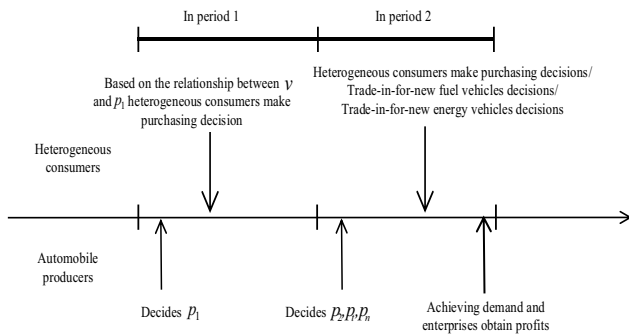 In period 1
In period 2
Based on the relationship between v
and p₁ heterogeneous consumers make
purchasing decision
Heterogeneous consumers make purchasing decisions/
Trade-in-for-new fuel vehicles decisions/
Trade-in-for-new energy vehicles decisions
Heterogeneous
consumers
Automobile
producers
Decides p₁
Decides p₂,pₜ,pₙ
Achieving demand and
enterprises obtain profits